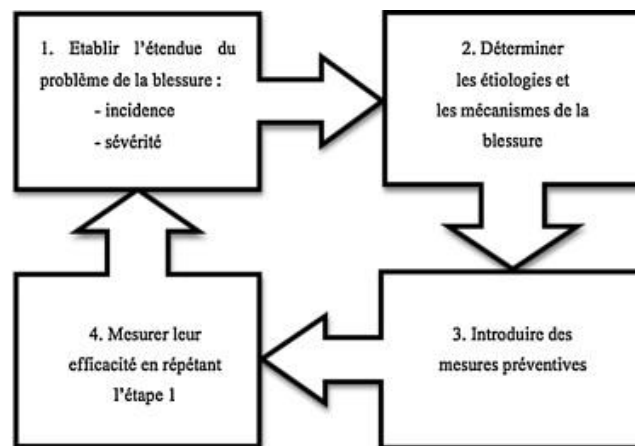 1. Etablir l'étendue du
problème de la blessure :
- incidence
- sévérité
2. Déterminer
les étiologies et
les mécanismes de la
blessure
3. Introduire des
mesures préventives
4. Mesurer leur
efficacité en répétant
l'étape 1